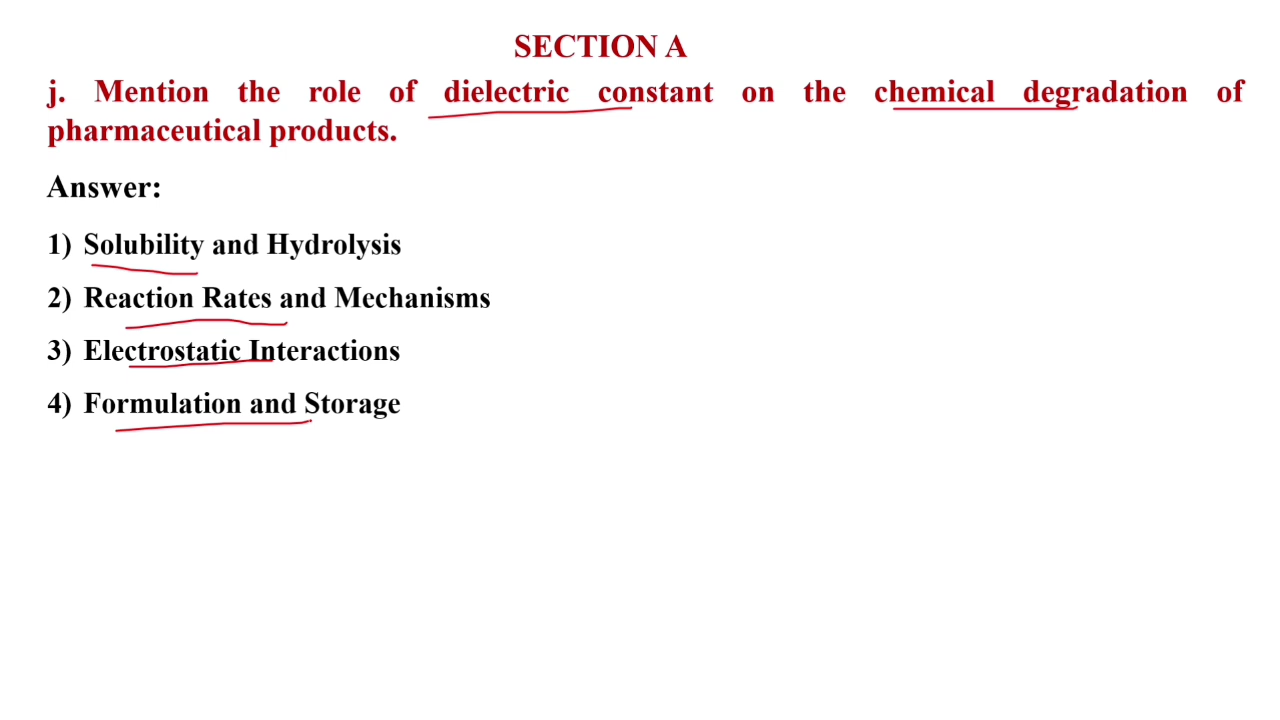 SECTION A
j. Mention the role of dielectric constant on the chemical degradation of
pharmaceutical products.
Answer:
1) Solubility and Hydrolysis
2) Reaction Rates and Mechanisms
3) Electrostatic Interactions
4) Formulation and Storage